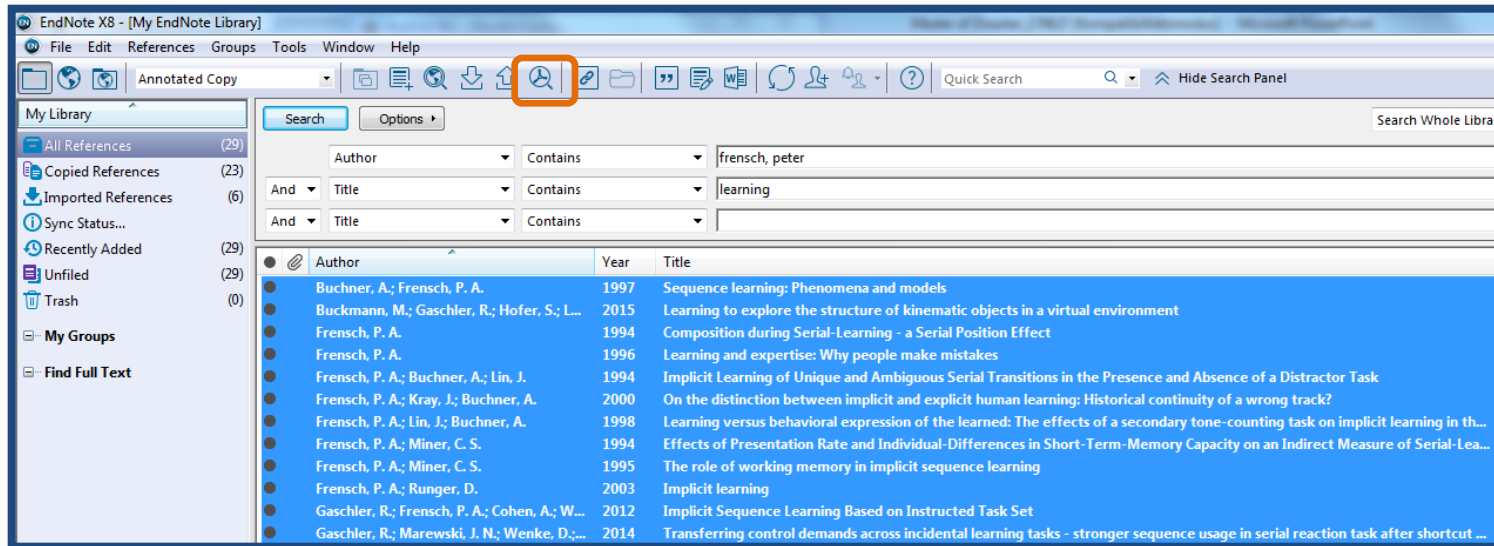 EndNote X8 - [My EndNote Library]
File Edit References Groups Tools Window Help
Annotated Copy Quick Search Hide Search Panel
My Library
All References (29)
Copied References (23)
Imported References (6)
Sync Status...
Recently Added (29)
Unfiled (29)
Trash (0)
My Groups
Find Full Text
Search Options Search Whole Libra
Author Contains frensch, peter
And Title Contains learning
And Title Contains
Author Year Title
Buchner, A.; Frensch, P. A. 1997 Sequence learning: Phenomena and models
Buckmann, M.; Gaschler, R.; Hofer, S.; L... 2015 Learning to explore the structure of kinematic objects in a virtual environment
Frensch, P. A. 1994 Composition during Serial-Learning - a Serial Position Effect
Frensch, P. A. 1996 Learning and expertise: Why people make mistakes
Frensch, P. A.; Buchner, A.; Lin, J. 1994 Implicit Learning of Unique and Ambiguous Serial Transitions in the Presence and Absence of a Distractor Task
Frensch, P. A.; Kray, J.; Buchner, A. 2000 On the distinction between implicit and explicit human learning: Historical continuity of a wrong track?
Frensch, P. A.; Lin, J.; Buchner, A. 1998 Learning versus behavioral expression of the learned: The effects of a secondary tone-counting task on implicit learning in th...
Frensch, P. A.; Miner, C. S. 1994 Effects of Presentation Rate and Individual-Differences in Short-Term-Memory Capacity on an Indirect Measure of Serial-Lea...
Frensch, P. A.; Miner, C. S. 1995 The role of working memory in implicit sequence learning
Frensch, P. A.; Runger, D. 2003 Implicit learning
Gaschler, R.; Frensch, P. A.; Cohen, A.; W... 2012 Implicit Sequence Learning Based on Instructed Task Set
Gaschler, R.; Marewski, J. N.; Wenke, D.;... 2014 Transferring control demands across incidental learning tasks - stronger sequence usage in serial reaction task after shortcut ...